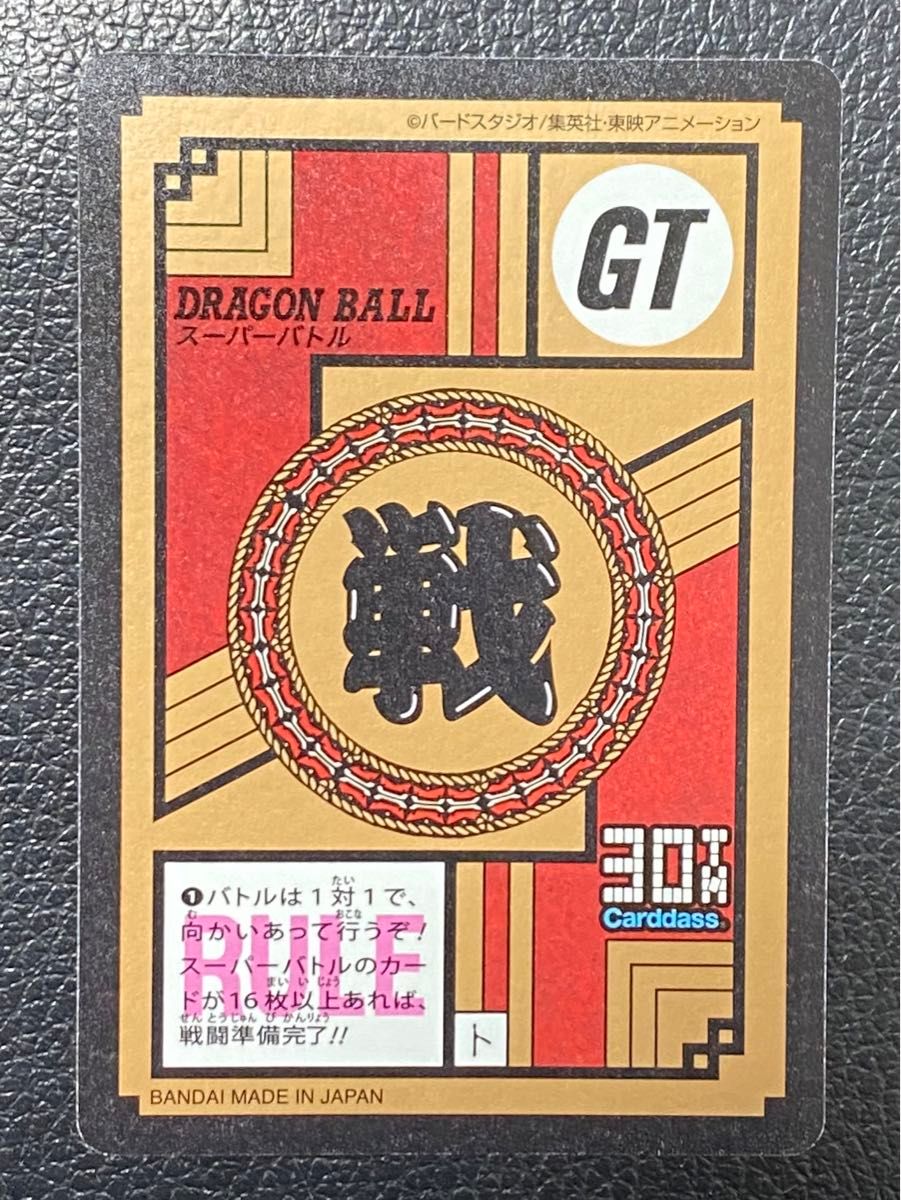 ©バードスタジオ/集英社・東映アニメーション
GT
DRAGON BALL
スーパーバトル
戦
30th
Carddass®
RULE
❶バトルは1対1で、
向かいあって行うぞ!
スーパーバトルのカー
ドが16枚以上あれば、
戦闘準備完了!!
ト
BANDAI MADE IN JAPAN